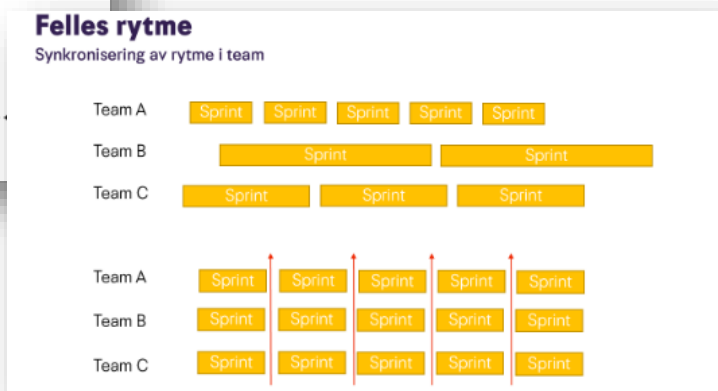 Felles rytme
Synkronisering av rytme i team
Team A Sprint Sprint Sprint Sprint Sprint
Team B Sprint Sprint
Team C Sprint Sprint Sprint
Team A Sprint Sprint Sprint Sprint Sprint
Team B Sprint Sprint Sprint Sprint Sprint
Team C Sprint Sprint Sprint Sprint Sprint